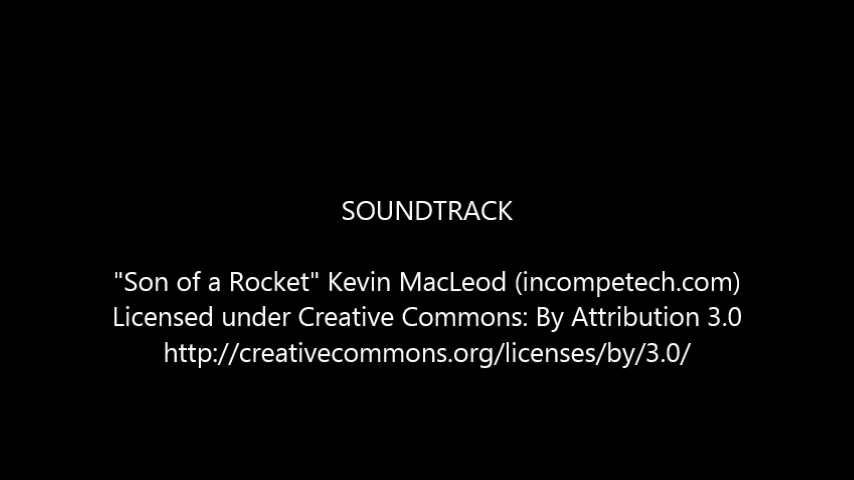 SOUNDTRACK
"Son of a Rocket" Kevin MacLeod (incompetech.com)
Licensed under Creative Commons: By Attribution 3.0
http://creativecommons.org/licenses/by/3.0/